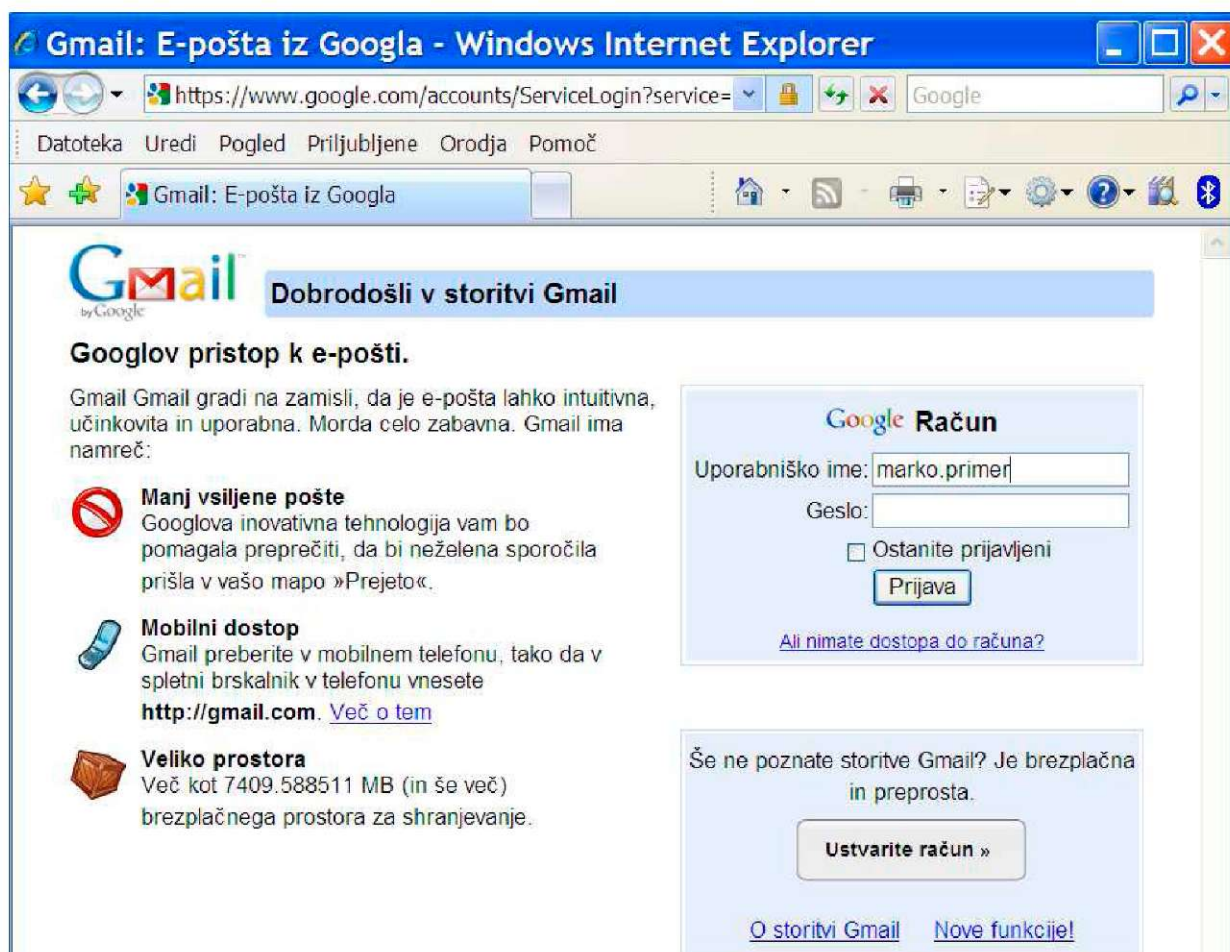 Gmail: E-pošta iz Googla - Windows Internet Explorer
https://www.google.com/accounts/ServiceLogin?service=
Google
Datoteka Uredi Pogled Priljubljene Orodja Pomoč
Gmail: E-pošta iz Googla
Gmail
by Google
Dobrodošli v storitvi Gmail
Googlov pristop k e-pošti.
Gmail Gmail gradi na zamisli, da je e-pošta lahko intuitivna,
učinkovita in uporabna. Morda celo zabavna. Gmail ima
namreč:
Manj vsiljene pošte
Googlova inovativna tehnologija vam bo
pomagala preprečiti, da bi neželena sporočila
prišla v vašo mapo »Prejeto«.
Mobilni dostop
Gmail preberite v mobilnem telefonu, tako da v
spletni brskalnik v telefonu vnesete
http://gmail.com. Več o tem
Veliko prostora
Več kot 7409.588511 MB (in še več)
brezplačnega prostora za shranjevanje.
Google Račun
Uporabniško ime: marko.primer
Geslo:
Ostanite prijavljeni
Prijava
Ali nimate dostopa do računa?
Še ne poznate storitve Gmail? Je brezplačna
in preprosta.
Ustvarite račun »
O storitvi Gmail Nove funkcije!